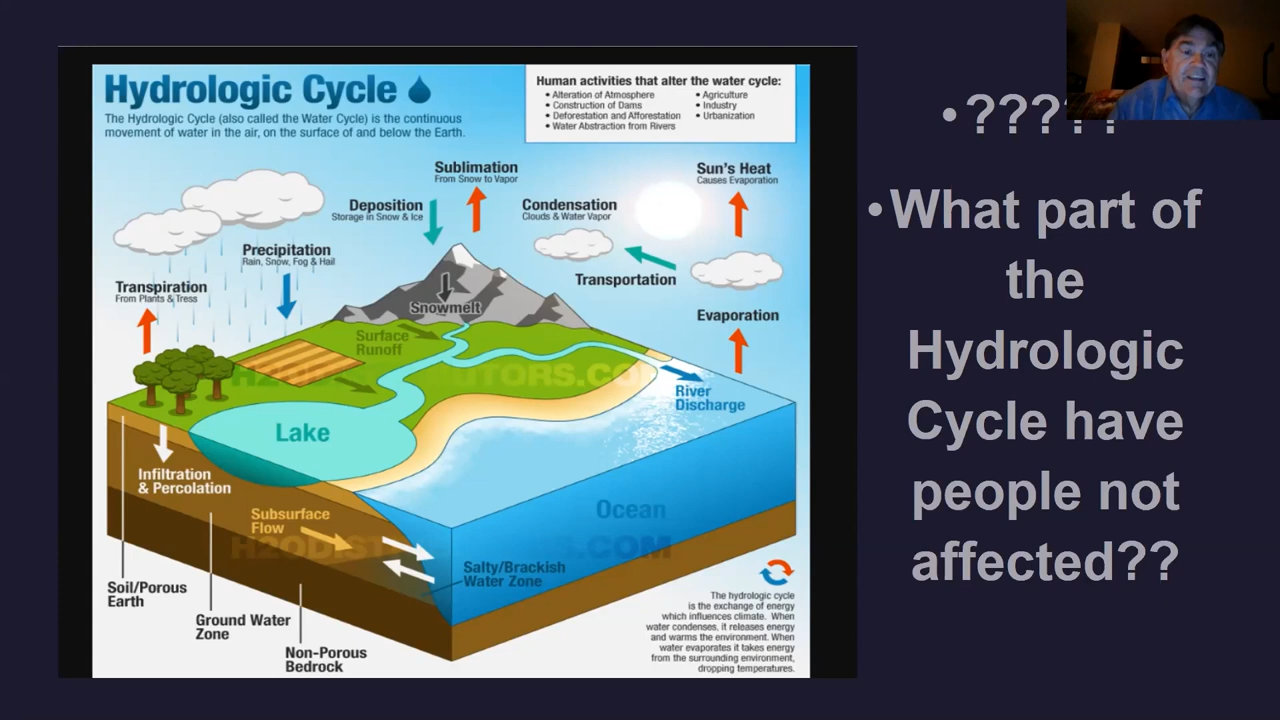 Hydrologic Cycle
The Hydrologic Cycle (also called the Water Cycle) is the continuous
movement of water in the air, on the surface of and below the Earth.
Human activities that alter the water cycle:
• Alteration of Atmosphere
• Construction of Dams
• Deforestation and Afforestation
• Water Abstraction from Rivers
• Agriculture
• Industry
• Urbanization
Sublimation
From Snow to Vapor
Deposition
Storage in Snow & Ice
Condensation
Clouds & Water Vapor
Sun's Heat
Causes Evaporation
Precipitation
Rain, Snow, Fog & Hail
Transportation
Transpiration
From Plants & Tress
Snowmelt
Evaporation
Surface
Runoff
River
Discharge
Lake
Infiltration
& Percolation
Subsurface
Flow
Ocean
Salty/Brackish
Water Zone
Soil/Porous
Earth
Ground Water
Zone
Non-Porous
Bedrock
The hydrologic cycle
is the exchange of energy
which influences climate. When
water condenses, it releases energy
and warms the environment. When
water evaporates it takes energy
from the surrounding environment,
dropping temperatures.
•?????
•What part of
the
Hydrologic
Cycle have
people not
affected??